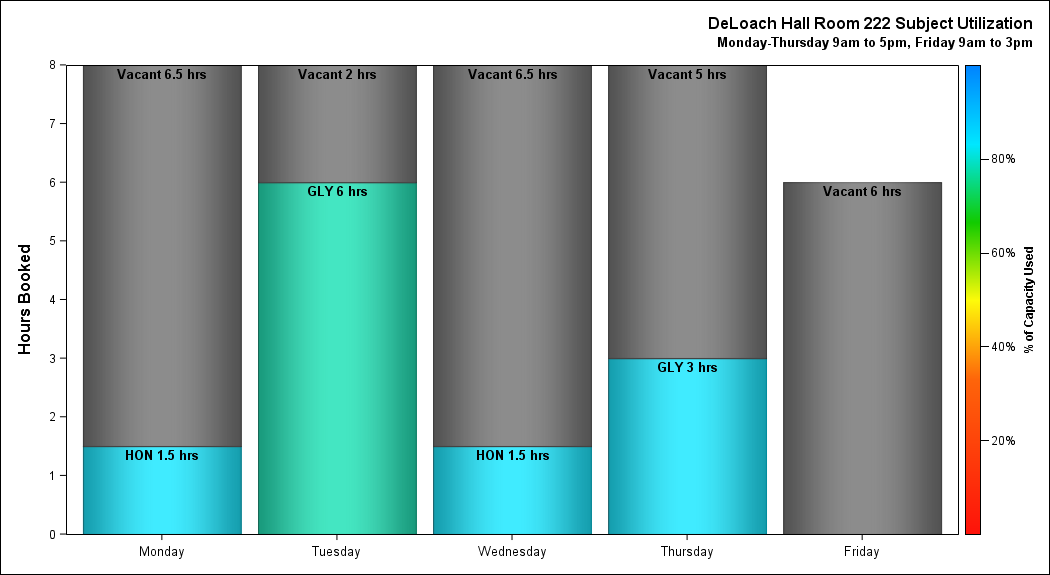 DeLoach Hall Room 222 Subject Utilization
Monday-Thursday 9am to 5pm, Friday 9am to 3pm
Hours Booked
8
7
6
5
4
3
2
1
0
Vacant 6.5 hrs
HON 1.5 hrs
Vacant 2 hrs
GLY 6 hrs
Vacant 6.5 hrs
HON 1.5 hrs
Vacant 5 hrs
GLY 3 hrs
Vacant 6 hrs
Monday
Tuesday
Wednesday
Thursday
Friday
80%
60%
40%
20%
% of Capacity Used